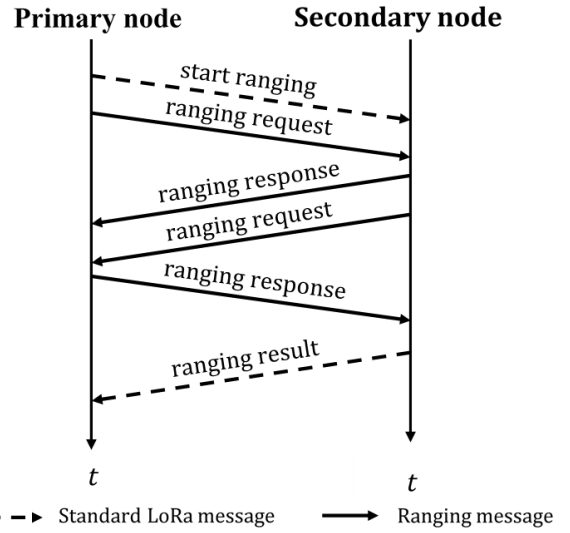 Primary node Secondary node
start ranging
ranging request
ranging response
ranging request
ranging response
ranging result
t t
Standard LoRa message Ranging message